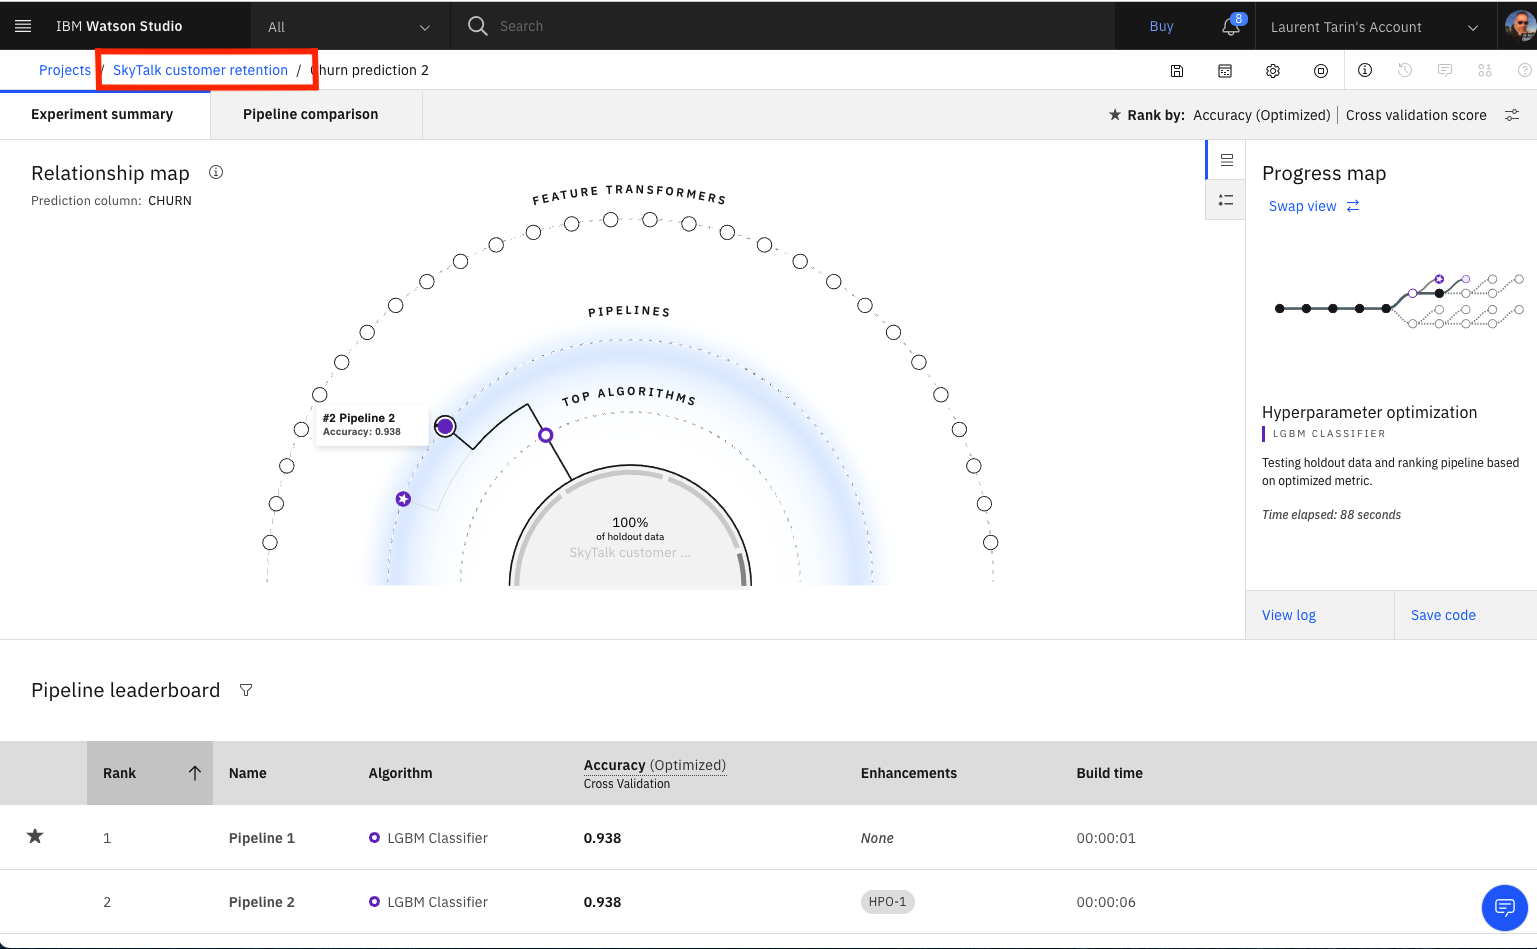 IBM Watson Studio
All
Search
Buy
8
Laurent Tarin's Account
Projects / SkyTalk customer retention / Churn prediction 2
Experiment summary
Pipeline comparison
★ Rank by: Accuracy (Optimized) | Cross validation score
Relationship map
Prediction column: CHURN
FEATURE TRANSFORMERS
PIPELINES
TOP ALGORITHMS
#2 Pipeline 2
Accuracy: 0.938
100%
of holdout data
SkyTalk customer ...
Progress map
Swap view
Hyperparameter optimization
LGBM CLASSIFIER
Testing holdout data and ranking pipeline based
on optimized metric.
Time elapsed: 88 seconds
View log
Save code
Pipeline leaderboard
Rank
Name
Algorithm
Accuracy (Optimized)
Cross Validation
Enhancements
Build time
1 Pipeline 1 LGBM Classifier 0.938 None 00:00:01
2 Pipeline 2 LGBM Classifier 0.938 HPO-1 00:00:06